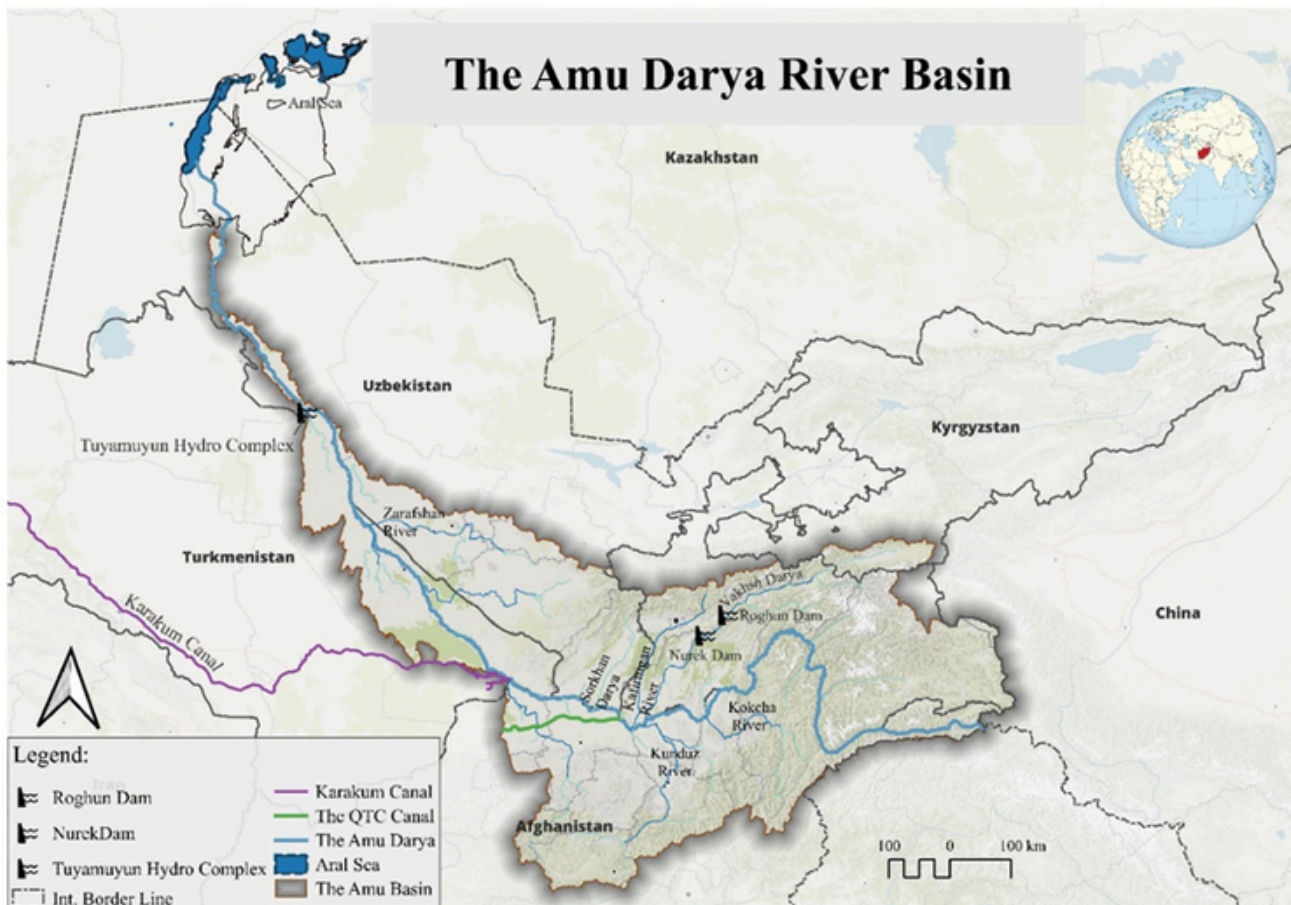 The Amu Darya River Basin
Aral Sea
Kazakhstan
Uzbekistan
Kyrgyzstan
Tuyamuyun Hydro Complex
Zarafshan
River
Turkmenistan
Karakum Canal
Vakhsh Darya
Roghun Dam
Nurek Dam
China
Sorkhan
Darya
Kafirnigan
River
Kokcha
River
Kunduz
River
Afghanistan
Iran
Legend:
Roghun Dam
NurekDam
Tuyamuyun Hydro Complex
Int. Border Line
Karakum Canal
The QTC Canal
The Amu Darya
Aral Sea
The Amu Basin
100 0 100 km